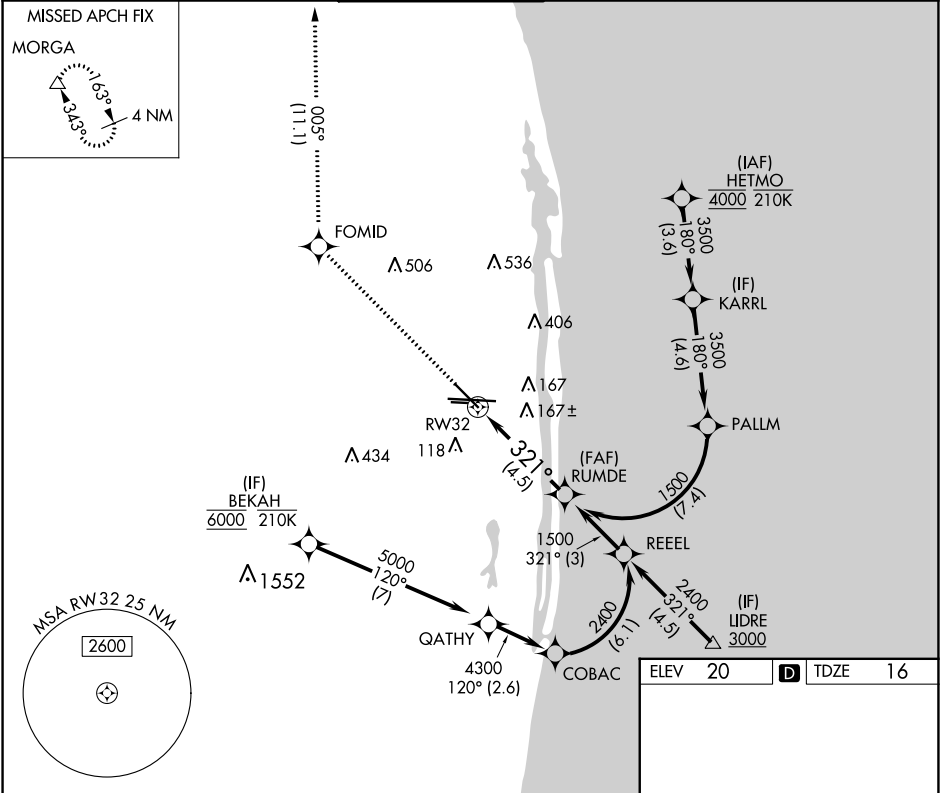 MISSED APCH FIX
MORGA
163°
343°
4 NM
005°
(11.1)
FOMID
506
536
406
167
167±
RW32
118
434
(IAF)
HETMO
4000 210K
3500
180°
(3.6)
(IF)
KARRL
3500
180°
(4.6)
PALLM
321°
(4.5)
(FAF)
RUMDE
1500
(7.4)
(IF)
BEKAH
6000 210K
1552
5000
120°
(7)
1500
321° (3)
REEEL
2400
321°
(4.5)
(IF)
LIDRE
3000
2400
(6.1)
QATHY
4300
120° (2.6)
COBAC
MSA RW32 25 NM
2600
ELEV 20 D TDZE 16